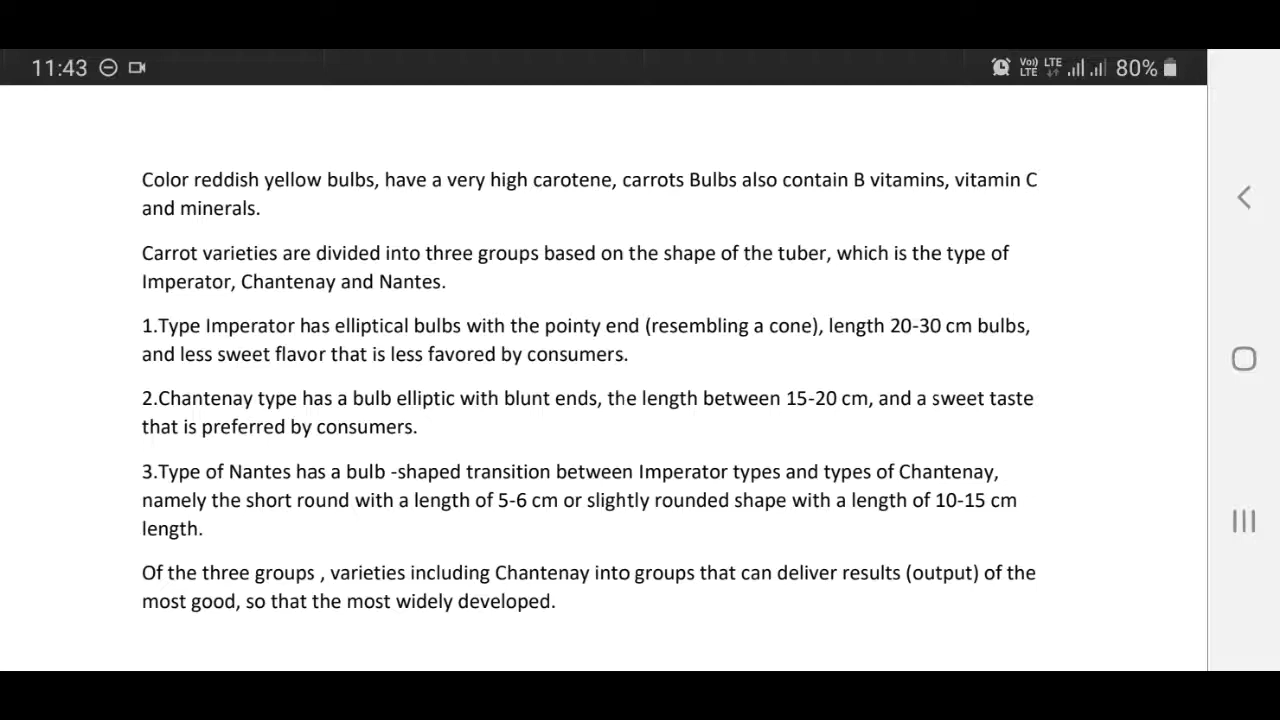 11:43 Vo) LTE LTE 80%
Color reddish yellow bulbs, have a very high carotene, carrots Bulbs also contain B vitamins, vitamin C
and minerals.
Carrot varieties are divided into three groups based on the shape of the tuber, which is the type of
Imperator, Chantenay and Nantes.
1.Type Imperator has elliptical bulbs with the pointy end (resembling a cone), length 20-30 cm bulbs,
and less sweet flavor that is less favored by consumers.
2.Chantenay type has a bulb elliptic with blunt ends, the length between 15-20 cm, and a sweet taste
that is preferred by consumers.
3.Type of Nantes has a bulb -shaped transition between Imperator types and types of Chantenay,
namely the short round with a length of 5-6 cm or slightly rounded shape with a length of 10-15 cm
length.
Of the three groups , varieties including Chantenay into groups that can deliver results (output) of the
most good, so that the most widely developed.